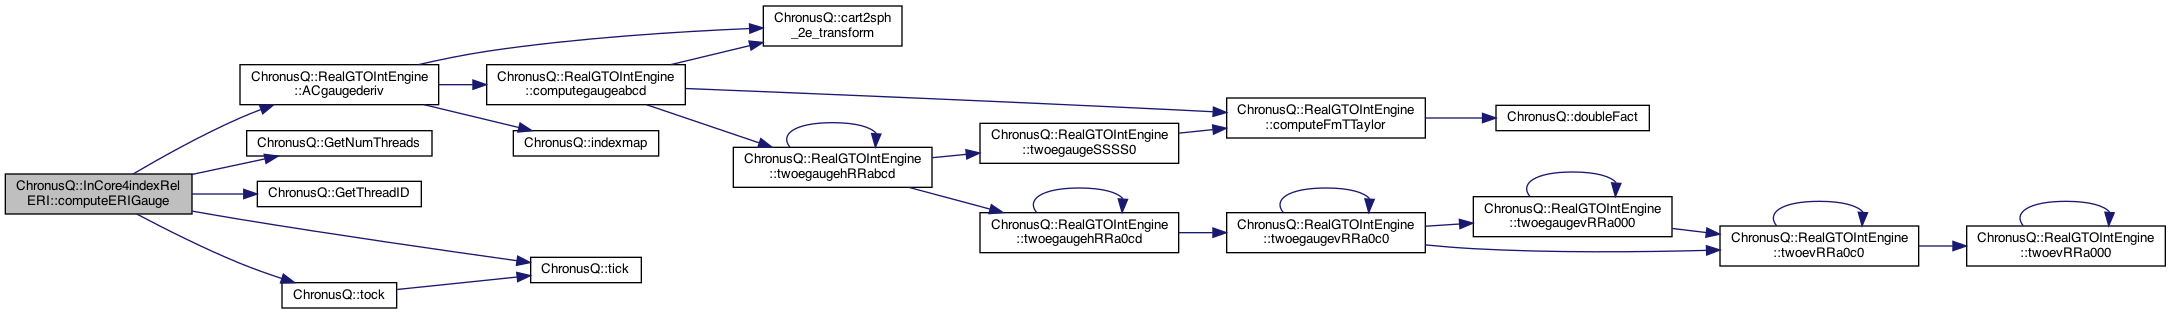 ChronusQ::InCore4indexRel
ERI::computeERIGauge
ChronusQ::RealGTOIntEngine
::ACgaugederiv
ChronusQ::GetNumThreads
ChronusQ::GetThreadID
ChronusQ::tock
ChronusQ::tick
ChronusQ::RealGTOIntEngine
::computegaugeabcd
ChronusQ::indexmap
ChronusQ::cart2sph
_2e_transform
ChronusQ::RealGTOIntEngine
::twoegaugehRRabcd
ChronusQ::RealGTOIntEngine
::twoegaugeSSSS0
ChronusQ::RealGTOIntEngine
::twoegaugehRRa0cd
ChronusQ::RealGTOIntEngine
::computeFmTTaylor
ChronusQ::RealGTOIntEngine
::twoegaugevRRa0c0
ChronusQ::doubleFact
ChronusQ::RealGTOIntEngine
::twoegaugevRRa000
ChronusQ::RealGTOIntEngine
::twoevRRa0c0
ChronusQ::RealGTOIntEngine
::twoevRRa000